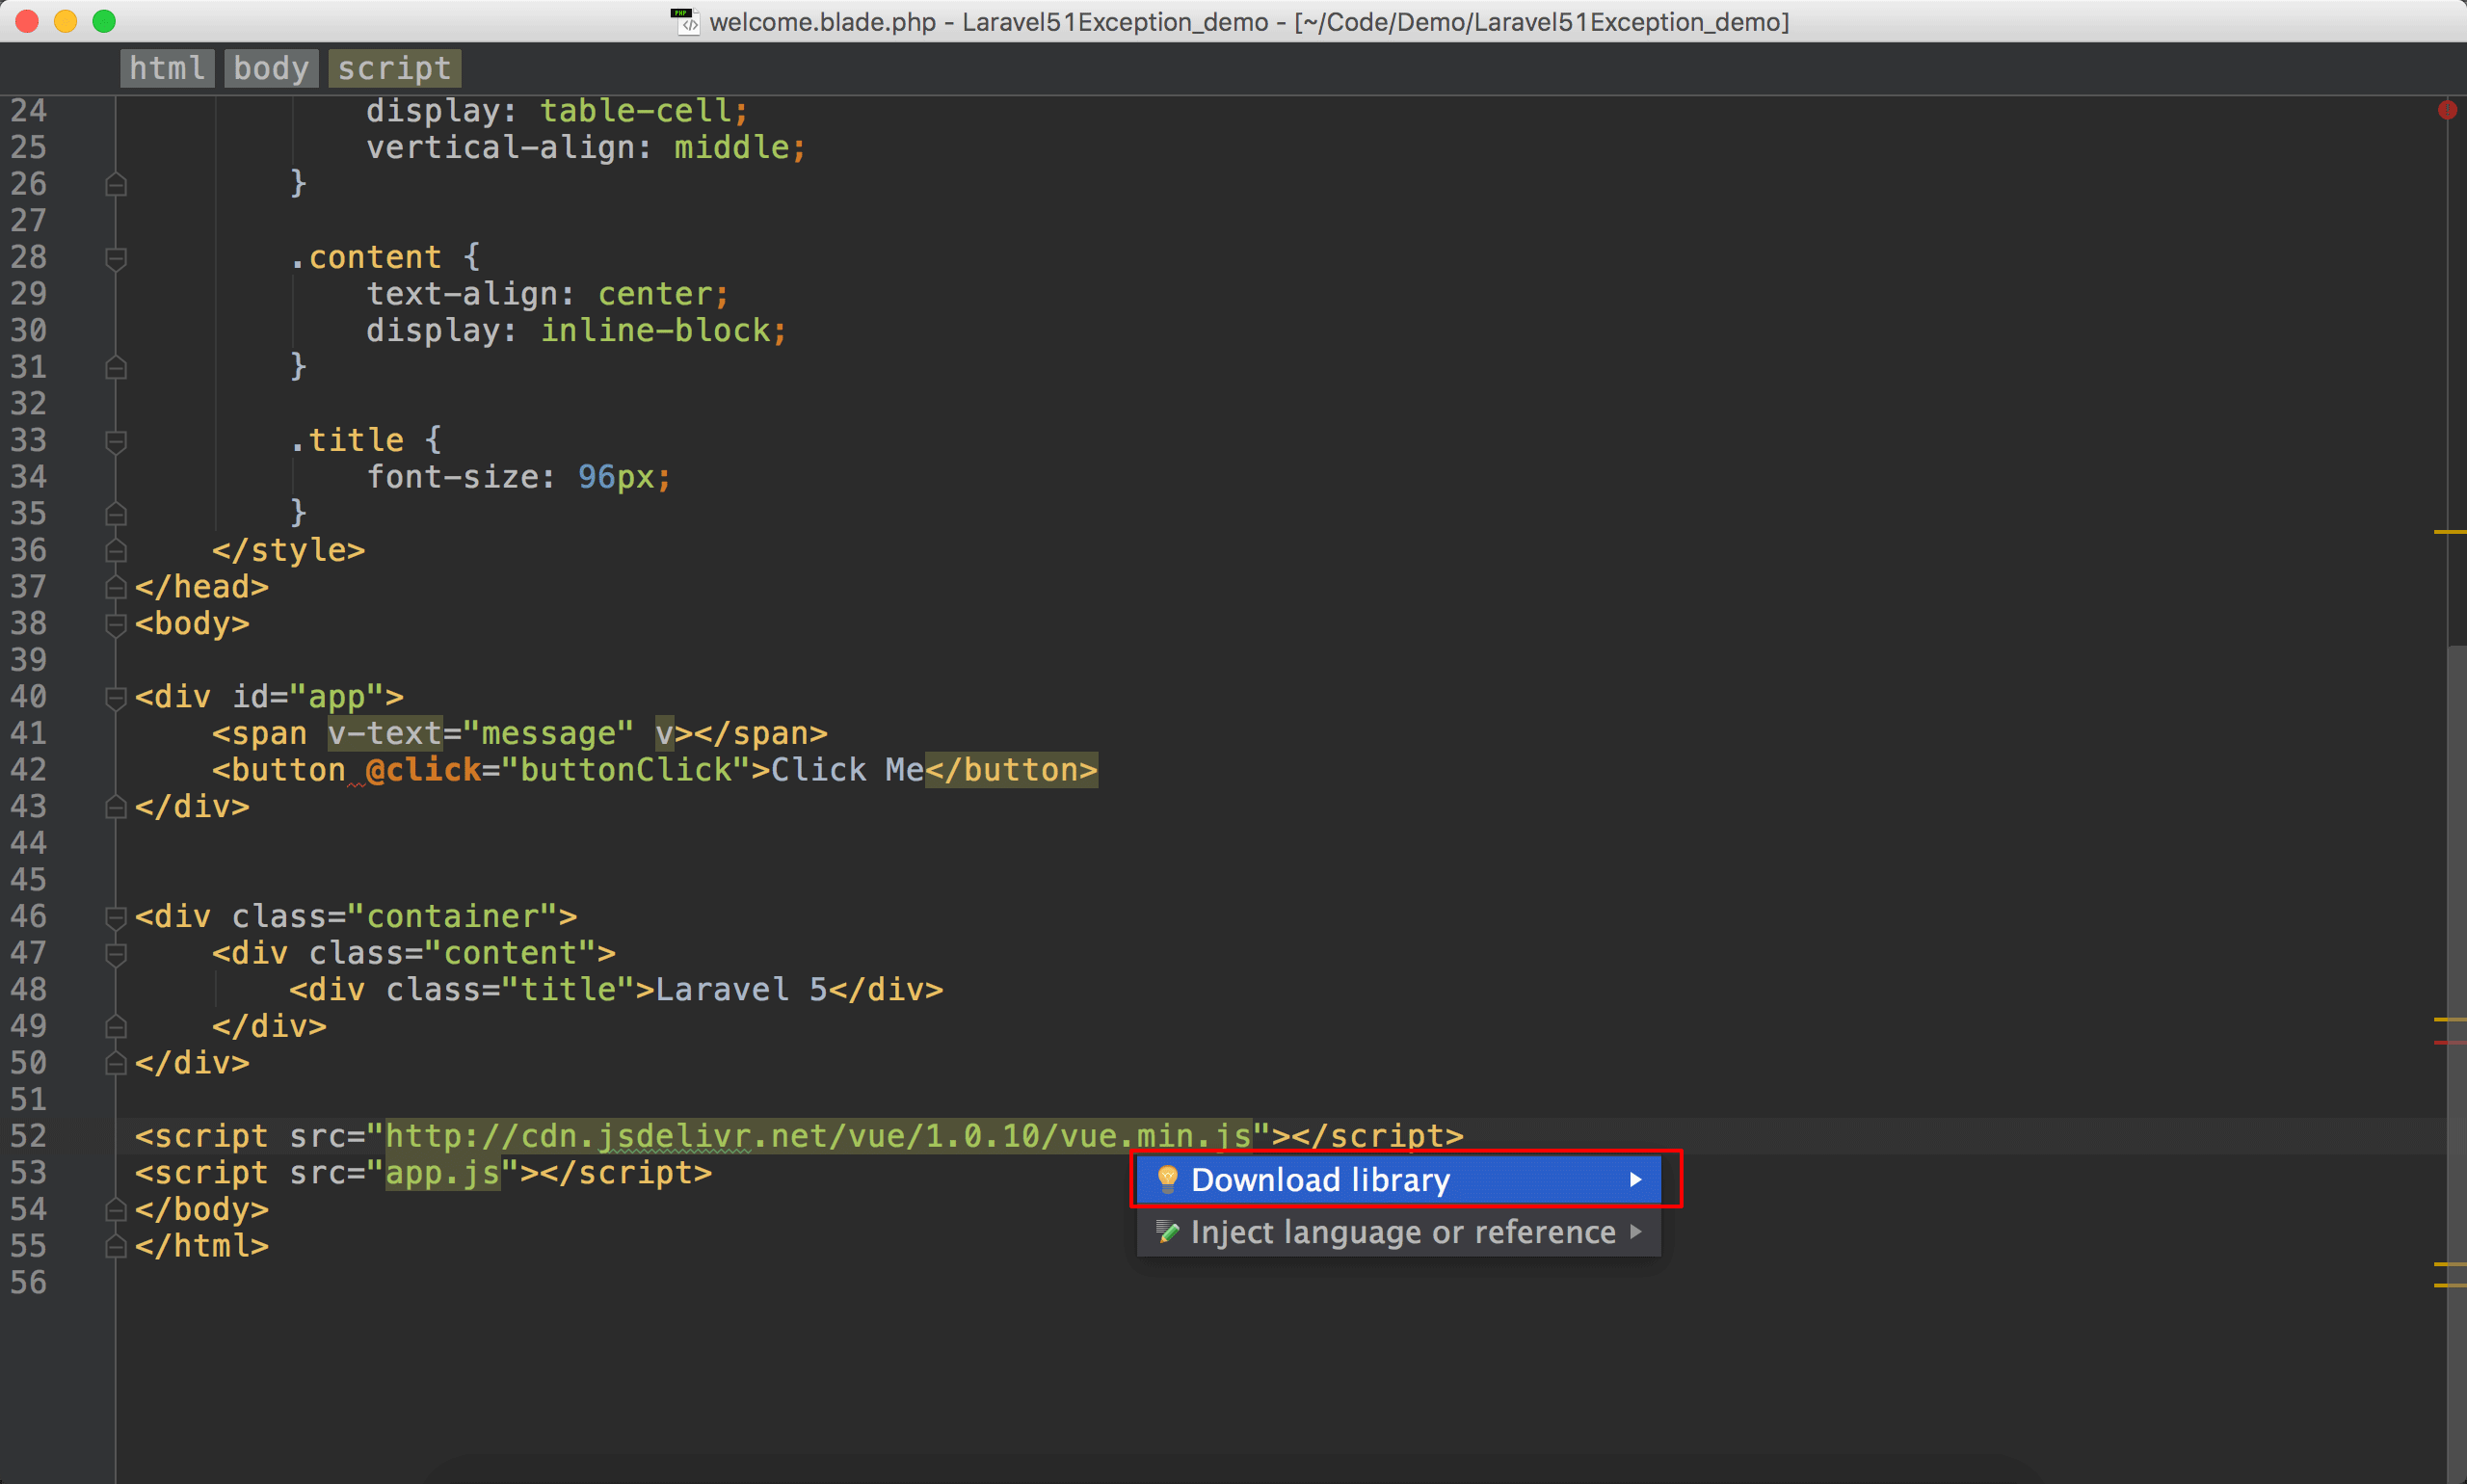 welcome.blade.php - Laravel51Exception_demo - [~/Code/Demo/Laravel51Exception_demo]
html body script
24 display: table-cell;
25 vertical-align: middle;
26 }
27
28 .content {
29 text-align: center;
30 display: inline-block;
31 }
32
33 .title {
34 font-size: 96px;
35 }
36 </style>
37 </head>
38 <body>
39
40 <div id="app">
41 <span v-text="message" v></span>
42 <button @click="buttonClick">Click Me</button>
43 </div>
44
45
46 <div class="container">
47 <div class="content">
48 <div class="title">Laravel 5</div>
49 </div>
50 </div>
51
52 <script src="http://cdn.jsdelivr.net/vue/1.0.10/vue.min.js"></script>
53 <script src="app.js"></script>
Download library
54 </body>
Inject language or reference
55 </html>
56